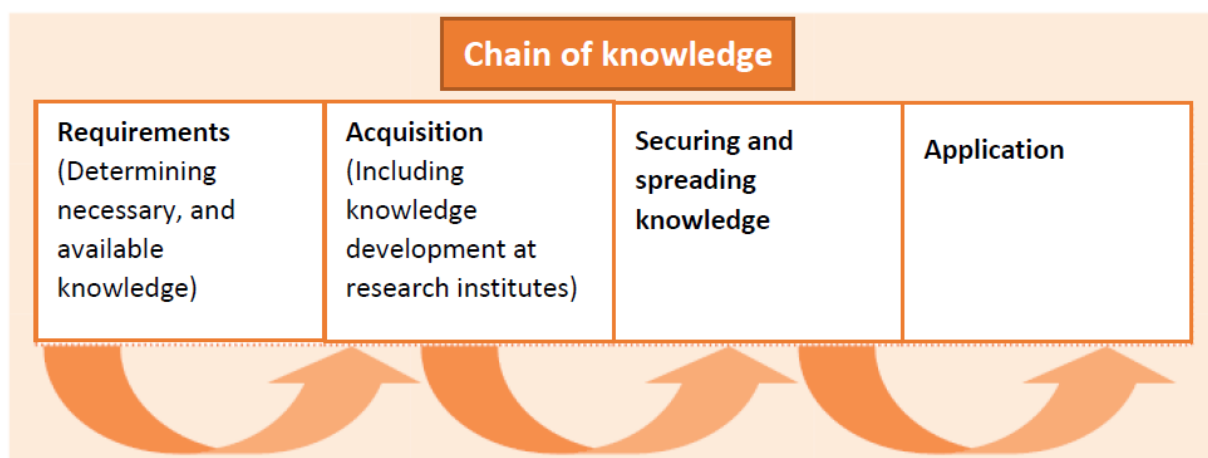 Chain of knowledge
Requirements
(Determining
necessary, and
available
knowledge)
Acquisition
(Including
knowledge
development at
research institutes)
Securing and
spreading
knowledge
Application